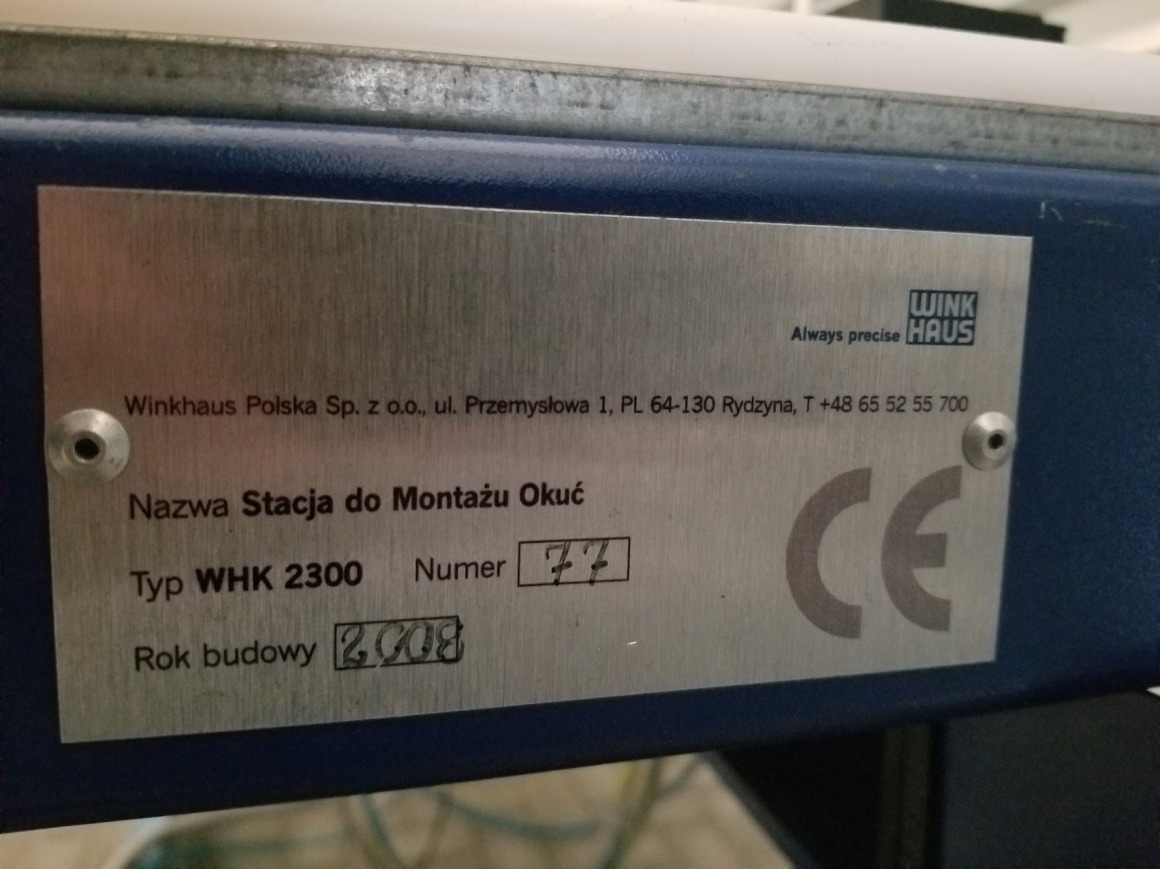 WINK
Always precise HAUS
Winkhaus Polska Sp. z o.o., ul. Przemysłowa 1, PL 64-130 Rydzyna, T +48 65 52 55 700
Nazwa Stacja do Montażu Okuć
Typ WHK 2300 Numer 77
Rok budowy 2008
CE